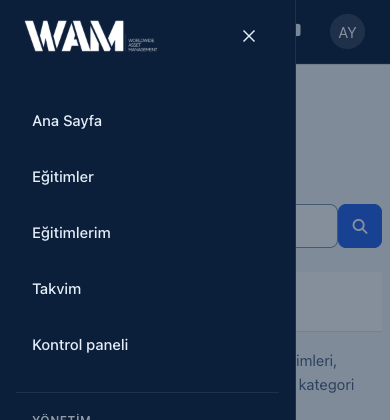 WAM
WORLDWIDE
ASSET
MANAGEMENT
AY
Ana Sayfa
Eğitimler
Eğitimlerim
Takvim
Kontrol paneli
imleri,
kategori
YÖNETİM